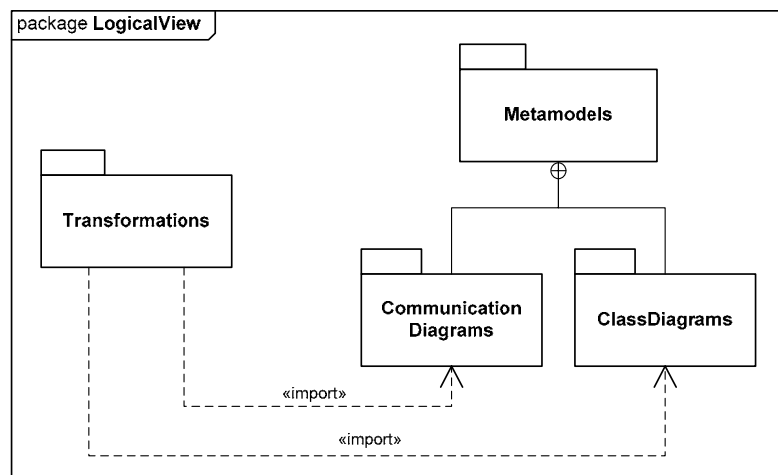 package LogicalView
Metamodels
Transformations
Communication
Diagrams
ClassDiagrams
«import»
«import»